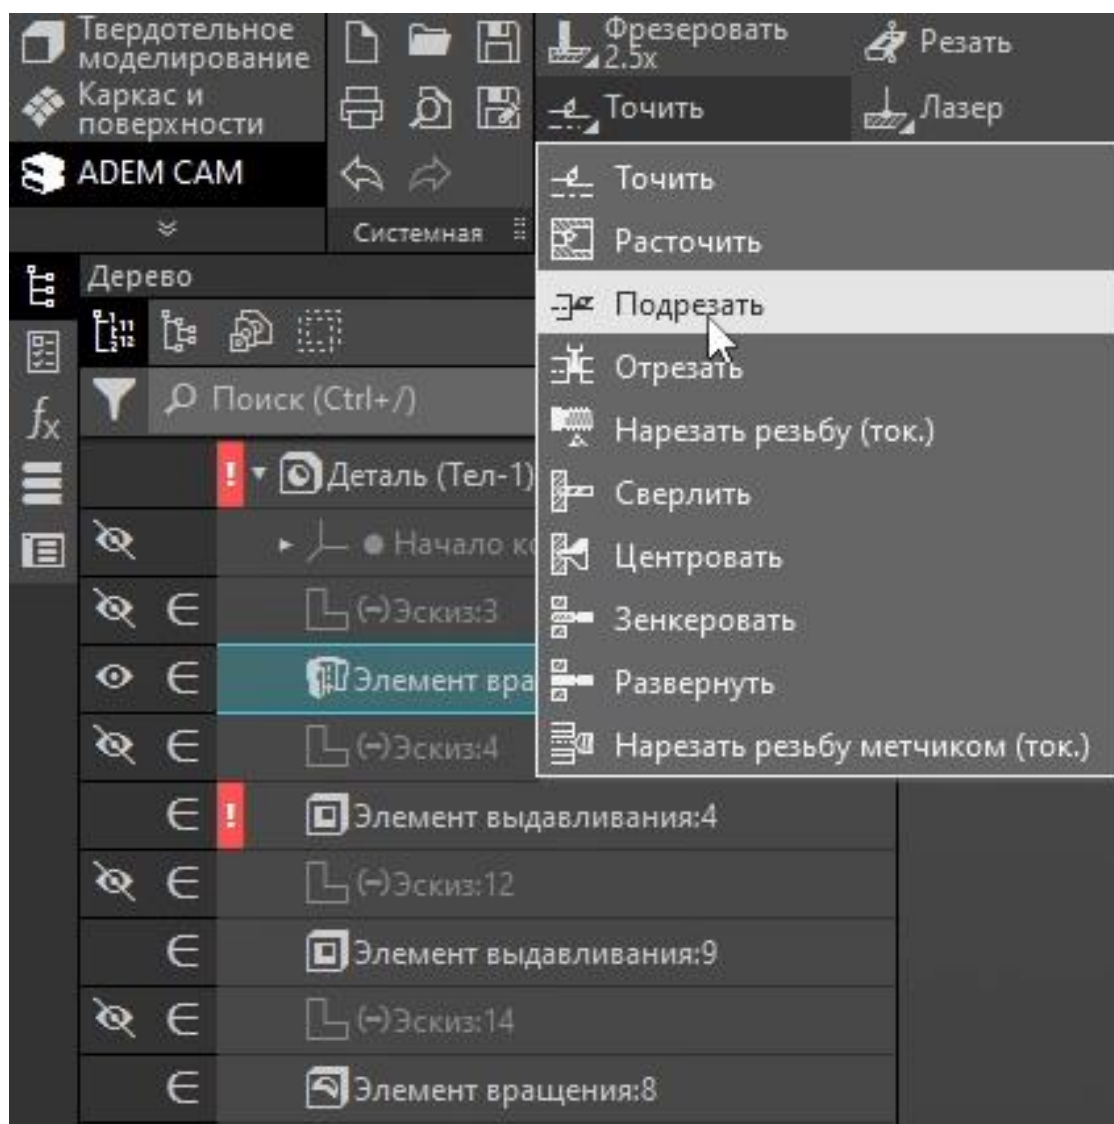 Твердотельное
моделирование
Каркас и
поверхности
ADEM CAM
Системная
Фрезеровать
2.5x
Резать
Точить
Лазер
Точить
Расточить
Подрезать
Отрезать
Нарезать резьбу (ток.)
Сверлить
Центровать
Зенкеровать
Развернуть
Нарезать резьбу метчиком (ток.)
Дерево
Поиск (Ctrl+/)
Деталь (Тел-1)
Начало ко
(-)Эскиз:3
Элемент вра
(-)Эскиз:4
Элемент выдавливания:4
(-)Эскиз:12
Элемент выдавливания:9
(-)Эскиз:14
Элемент вращения:8